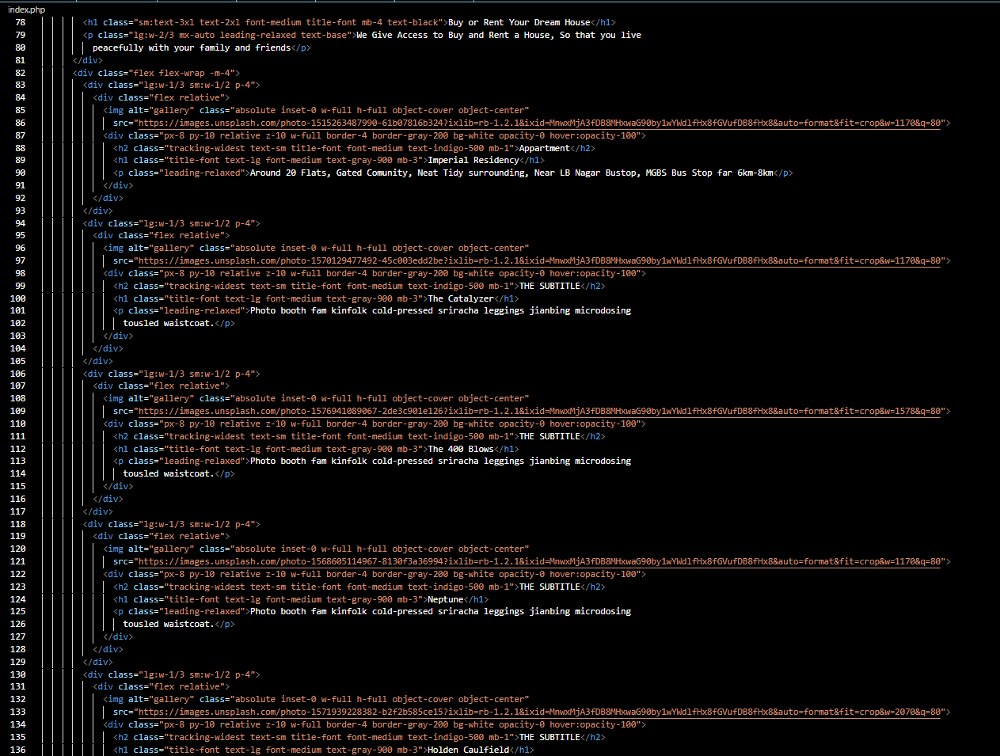 index.php
78 <h1 class="sm:text-3xl text-2xl font-medium title-font mb-4 text-black">Buy or Rent Your Dream House</h1>
79 <p class="lg:w-2/3 mx-auto leading-relaxed text-base">We Give Access to Buy and Rent a House, So that you live
80 peacefully with your family and friends</p>
81 </div>
82 <div class="flex flex-wrap -m-4">
83 <div class="lg:w-1/3 sm:w-1/2 p-4">
84 <div class="flex relative">
85 <img alt="gallery" class="absolute inset-0 w-full h-full object-cover object-center"
86 src="https://images.unsplash.com/photo-1515263487990-61b07816b324?ixlib=rb-1.2.1&ixid=MnwxMjA3fDB8MHxwaG90by1wYWdlfHx8fGVufDB8fHx8&auto=format&fit=crop&w=1170&q=80">
87 <div class="px-8 py-10 relative z-10 w-full border-4 border-gray-200 bg-white opacity-0 hover:opacity-100">
88 <h2 class="tracking-widest text-sm title-font font-medium text-indigo-500 mb-1">Appartment</h2>
89 <h1 class="title-font text-lg font-medium text-gray-900 mb-3">Imperial Residency</h1>
90 <p class="leading-relaxed">Around 20 Flats, Gated Comunity, Neat Tidy surrounding, Near LB Nagar Bustop, MGBS Bus Stop far 6km-8km</p>
91 </div>
92 </div>
93 </div>
94 <div class="lg:w-1/3 sm:w-1/2 p-4">
95 <div class="flex relative">
96 <img alt="gallery" class="absolute inset-0 w-full h-full object-cover object-center"
97 src="https://images.unsplash.com/photo-1570129477492-45c003edd2be?ixlib=rb-1.2.1&ixid=MnwxMjA3fDB8MHxwaG90by1wYWdlfHx8fGVufDB8fHx8&auto=format&fit=crop&w=1170&q=80">
98 <div class="px-8 py-10 relative z-10 w-full border-4 border-gray-200 bg-white opacity-0 hover:opacity-100">
99 <h2 class="tracking-widest text-sm title-font font-medium text-indigo-500 mb-1">THE SUBTITLE</h2>
100 <h1 class="title-font text-lg font-medium text-gray-900 mb-3">The Catalyzer</h1>
101 <p class="leading-relaxed">Photo booth fam kinfolk cold-pressed sriracha leggings jianbing microdosing
102 tousled waistcoat.</p>
103 </div>
104 </div>
105 </div>
106 <div class="lg:w-1/3 sm:w-1/2 p-4">
107 <div class="flex relative">
108 <img alt="gallery" class="absolute inset-0 w-full h-full object-cover object-center"
109 src="https://images.unsplash.com/photo-1576941089067-2de3c901e126?ixlib=rb-1.2.1&ixid=MnwxMjA3fDB8MHxwaG90by1wYWdlfHx8fGVufDB8fHx8&auto=format&fit=crop&w=1578&q=80">
110 <div class="px-8 py-10 relative z-10 w-full border-4 border-gray-200 bg-white opacity-0 hover:opacity-100">
111 <h2 class="tracking-widest text-sm title-font font-medium text-indigo-500 mb-1">THE SUBTITLE</h2>
112 <h1 class="title-font text-lg font-medium text-gray-900 mb-3">The 400 Blows</h1>
113 <p class="leading-relaxed">Photo booth fam kinfolk cold-pressed sriracha leggings jianbing microdosing
114 tousled waistcoat.</p>
115 </div>
116 </div>
117 </div>
118 <div class="lg:w-1/3 sm:w-1/2 p-4">
119 <div class="flex relative">
120 <img alt="gallery" class="absolute inset-0 w-full h-full object-cover object-center"
121 src="https://images.unsplash.com/photo-1568605114967-8130f3a36994?ixlib=rb-1.2.1&ixid=MnwxMjA3fDB8MHxwaG90by1wYWdlfHx8fGVufDB8fHx8&auto=format&fit=crop&w=1170&q=80">
122 <div class="px-8 py-10 relative z-10 w-full border-4 border-gray-200 bg-white opacity-0 hover:opacity-100">
123 <h2 class="tracking-widest text-sm title-font font-medium text-indigo-500 mb-1">THE SUBTITLE</h2>
124 <h1 class="title-font text-lg font-medium text-gray-900 mb-3">Neptune</h1>
125 <p class="leading-relaxed">Photo booth fam kinfolk cold-pressed sriracha leggings jianbing microdosing
126 tousled waistcoat.</p>
127 </div>
128 </div>
129 </div>
130 <div class="lg:w-1/3 sm:w-1/2 p-4">
131 <div class="flex relative">
132 <img alt="gallery" class="absolute inset-0 w-full h-full object-cover object-center"
133 src="https://images.unsplash.com/photo-1571939228382-b2f2b585ce15?ixlib=rb-1.2.1&ixid=MnwxMjA3fDB8MHxwaG90by1wYWdlfHx8fGVufDB8fHx8&auto=format&fit=crop&w=2070&q=80">
134 <div class="px-8 py-10 relative z-10 w-full border-4 border-gray-200 bg-white opacity-0 hover:opacity-100">
135 <h2 class="tracking-widest text-sm title-font font-medium text-indigo-500 mb-1">THE SUBTITLE</h2>
136 <h1 class="title-font text-lg font-medium text-gray-900 mb-3">Holden Caulfield</h1>